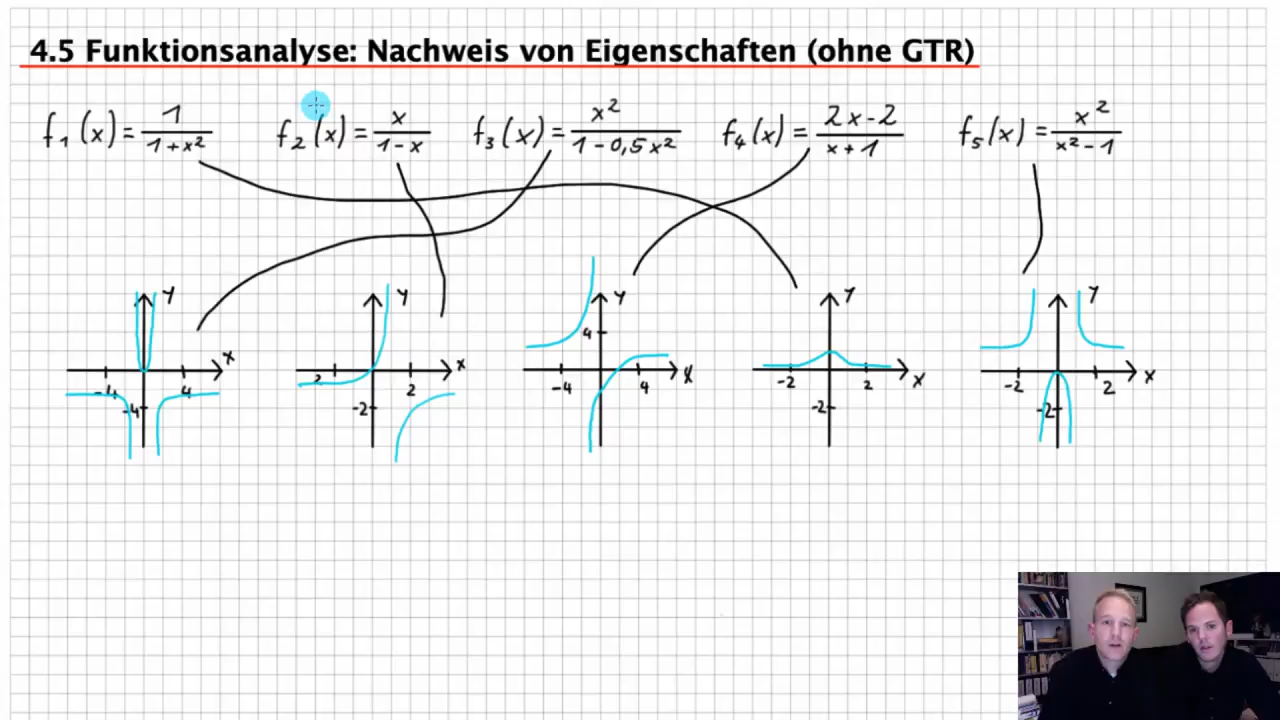 4.5 Funktionsanalyse: Nachweis von Eigenschaften (ohne GTR)
f₁(x) = 1/(1+x²) f₂(x) = x/(1-x) f₃(x) = x²/(1-0,5x²) f₄(x) = (2x-2)/(x+1) f₅(x) = x²/(x²-1)
y y y y y
4
x x x x x
-4 4 2 2 -4 4 -2 2 -2 2
-4 -2 -2 -2